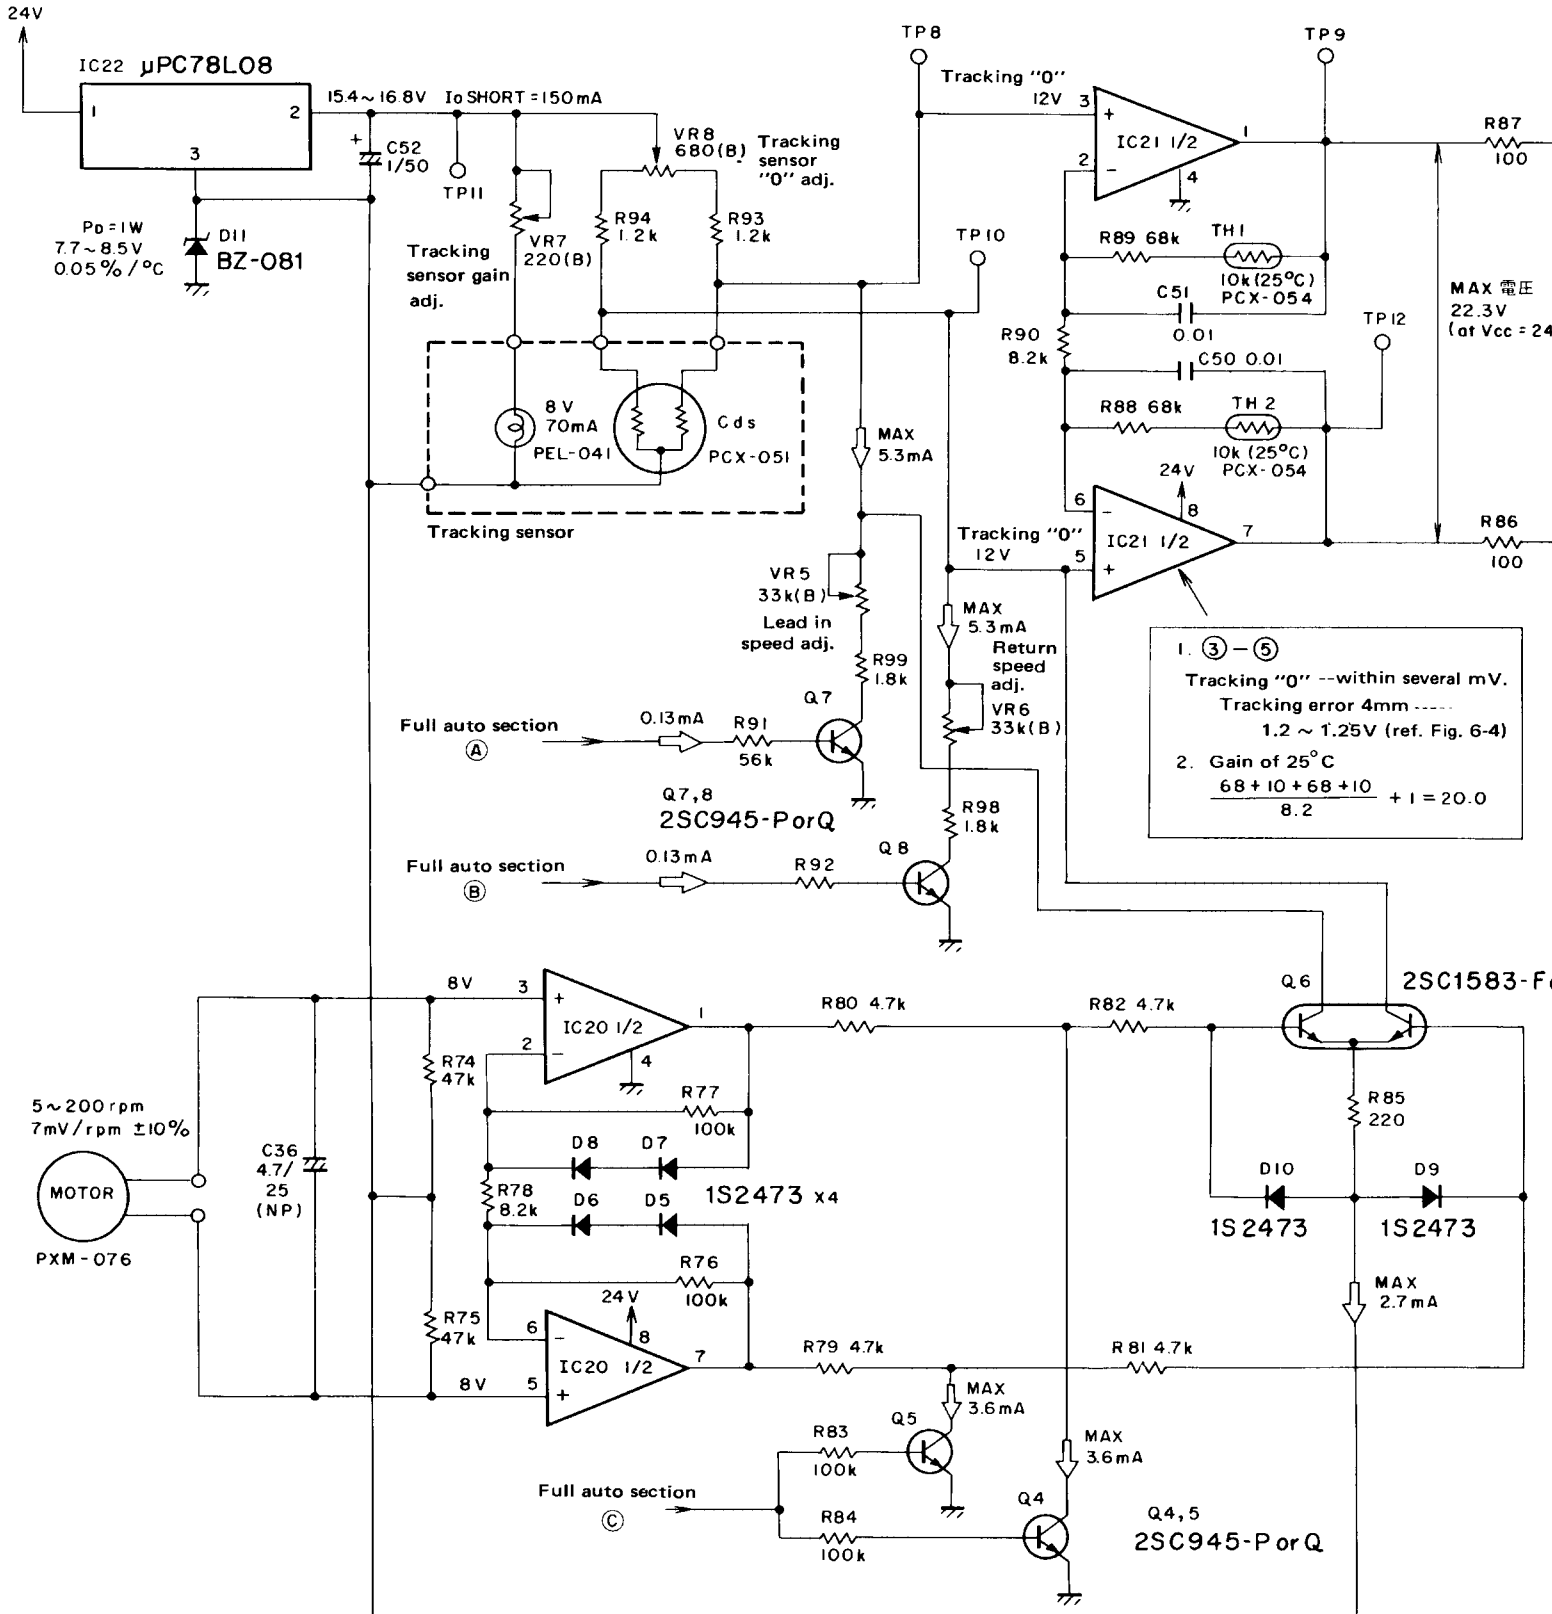 24V
IC22 μPC78L08
1
2
3
15.4~16.8V
Io SHORT = 150mA
+
C52
1/50
TP11
PD = 1W
7.7~8.5V
0.05%/°C
D11
BZ-081
VR8
680(B)
Tracking
sensor
"0" adj.
R94
1.2k
R93
1.2k
VR7
220(B)
Tracking
sensor gain
adj.
8V
70mA
PEL-041
Cds
PCX-051
Tracking sensor
TP8
TP10
TP9
TP12
Tracking "0"
12V
3
+
2
−
IC21 1/2
1
4
R87
100
R89 68k
TH1
10k(25°C)
PCX-054
C51
0.01
R90
8.2k
C50 0.01
R88 68k
TH2
10k(25°C)
PCX-054
MAX 電圧
22.3V
(at Vcc = 24
24V
8
6
−
IC21 1/2
7
5
+
Tracking "0"
12V
R86
100
MAX
5.3mA
VR5
33k(B)
Lead in
speed adj.
R99
1.8k
MAX
5.3mA
Return
speed
adj.
VR6
33k(B)
R98
1.8k
1. ③ − ⑤
Tracking "0" --within several mV.
Tracking error 4mm -----
1.2 ~ 1.25V (ref. Fig. 6-4)
2. Gain of 25°C
68 + 10 + 68 + 10
8.2
+ 1 = 20.0
Full auto section
Ⓐ
0.13mA
R91
56k
Q7
Q7,8
2SC945-PorQ
Full auto section
Ⓑ
0.13mA
R92
Q8
8V
3
+
2
−
IC20 1/2
1
4
R80 4.7k
R82 4.7k
Q6
2SC1583-F
R74
47k
R77
100k
D8
D7
1S2473 x4
R78
8.2k
D6
D5
R76
100k
R85
220
D10
1S2473
D9
1S2473
MAX
2.7mA
5~200rpm
7mV/rpm ±10%
MOTOR
PXM-076
C36
4.7/
25
(NP)
R75
47k
24V
8
6
−
IC20 1/2
7
8V
5
+
R79 4.7k
R81 4.7k
MAX
3.6mA
MAX
3.6mA
Q5
R83
100k
Full auto section
Ⓒ
R84
100k
Q4
Q4,5
2SC945-PorQ